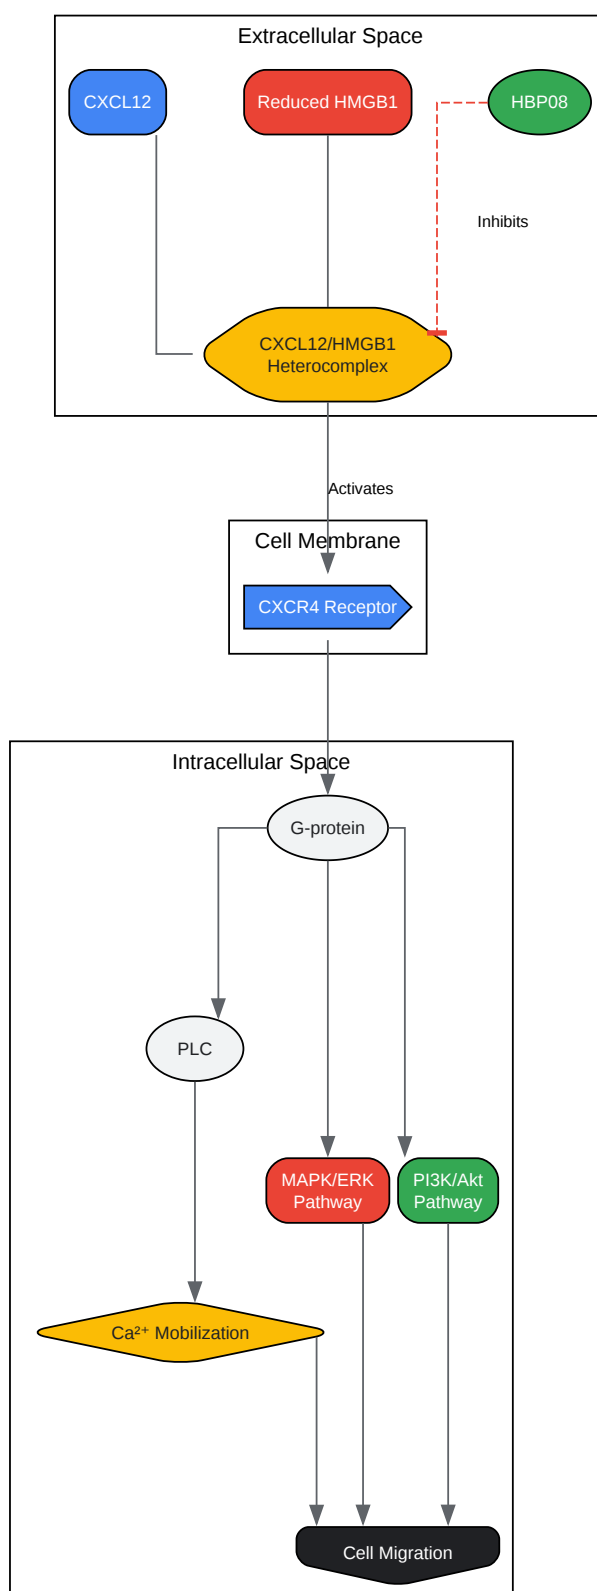 Extracellular Space
CXCL12
Reduced HMGB1
HBP08
Inhibits
CXCL12/HMGB1
Heterocomplex
Activates
Cell Membrane
CXCR4 Receptor
Intracellular Space
G-protein
PLC
MAPK/ERK
Pathway
PI3K/Akt
Pathway
Ca²⁺ Mobilization
Cell Migration